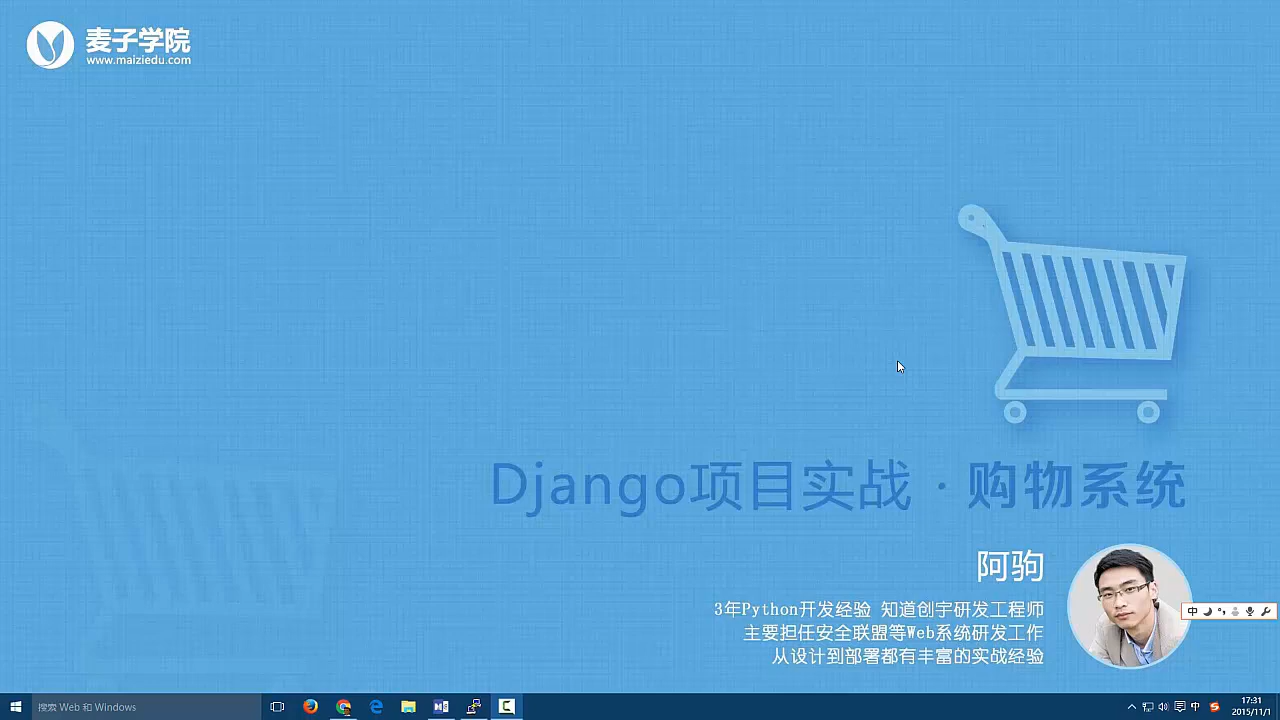 麦子学院
www.maiziedu.com
Django项目实战·购物系统
阿驹
3年Python开发经验 知道创宇研发工程师
主要担任安全联盟等Web系统研发工作
从设计到部署都有丰富的实战经验
中
搜索 Web 和 Windows
中
17:31
2015/11/1